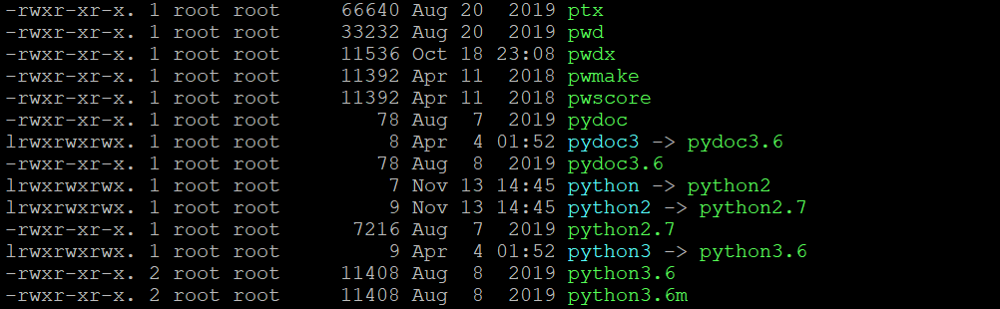 -rwxr-xr-x. 1 root root     66640 Aug 20  2019 ptx
-rwxr-xr-x. 1 root root     33232 Aug 20  2019 pwd
-rwxr-xr-x. 1 root root     11536 Oct 18 23:08 pwdx
-rwxr-xr-x. 1 root root     11392 Apr 11  2018 pwmake
-rwxr-xr-x. 1 root root     11392 Apr 11  2018 pwscore
-rwxr-xr-x. 1 root root        78 Aug  7  2019 pydoc
lrwxrwxrwx. 1 root root         8 Apr  4 01:52 pydoc3 -> pydoc3.6
-rwxr-xr-x. 1 root root        78 Aug  8  2019 pydoc3.6
lrwxrwxrwx. 1 root root         7 Nov 13 14:45 python -> python2
lrwxrwxrwx. 1 root root         9 Nov 13 14:45 python2 -> python2.7
-rwxr-xr-x. 1 root root      7216 Aug  7  2019 python2.7
lrwxrwxrwx. 1 root root         9 Apr  4 01:52 python3 -> python3.6
-rwxr-xr-x. 2 root root     11408 Aug  8  2019 python3.6
-rwxr-xr-x. 2 root root     11408 Aug  8  2019 python3.6m